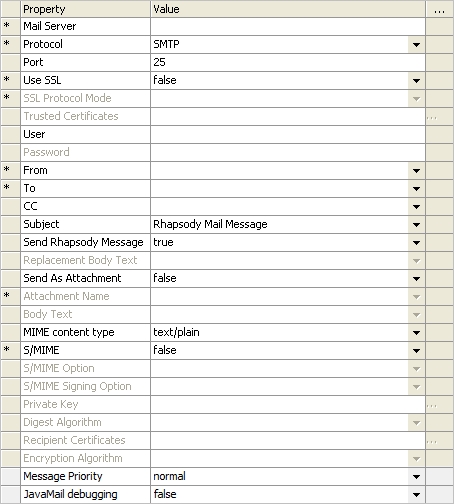 Property Value ...
* Mail Server
* Protocol SMTP
Port 25
* Use SSL false
* SSL Protocol Mode
Trusted Certificates ...
User
Password
* From
* To
CC
Subject Rhapsody Mail Message
Send Rhapsody Message true
Replacement Body Text
Send As Attachment false
* Attachment Name
Body Text
MIME content type text/plain
* S/MIME false
S/MIME Option
S/MIME Signing Option
Private Key ...
Digest Algorithm
Recipient Certificates ...
Encryption Algorithm
Message Priority normal
JavaMail debugging false